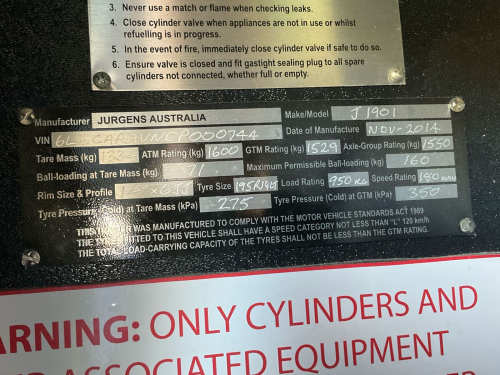 3. Never use a match or flame when checking leaks.
4. Close cylinder valve when appliances are not in use or whilst
refuelling is in progress.
5. In the event of fire, immediately close cylinder valve if safe to do so.
6. Ensure valve is closed and fit gastight sealing plug to all spare
cylinders not connected, whether full or empty.
Manufacturer JURGENS AUSTRALIA Make/Model J1901
VIN Date of Manufacture NOV-2014
Tare Mass (kg) ATM Rating (kg) 1600 GTM Rating (kg) 1529 Axle-Group Rating (kg) 1550
Ball-loading at Tare Mass (kg) 71 Maximum Permissible Ball-loading (kg) 160
Rim Size & Profile Tyre Size Load Rating 950 KG Speed Rating 180
Tyre Pressure (Cold) at Tare Mass (kPa) 275 Tyre Pressure (Cold) at GTM (kPa) 350
THIS WAS MANUFACTURED TO COMPLY WITH THE MOTOR VEHICLE STANDARDS ACT 1989
THE FITTED TO THIS VEHICLE SHALL HAVE A SPEED CATEGORY NOT LESS THAN "L" 120 km/h
THE TOTAL LOAD-CARRYING CAPACITY OF THE TYRES SHALL NOT BE LESS THAN THE GTM RATING.
ARNING: ONLY CYLINDERS AND
ASSOCIATED EQUIPMENT